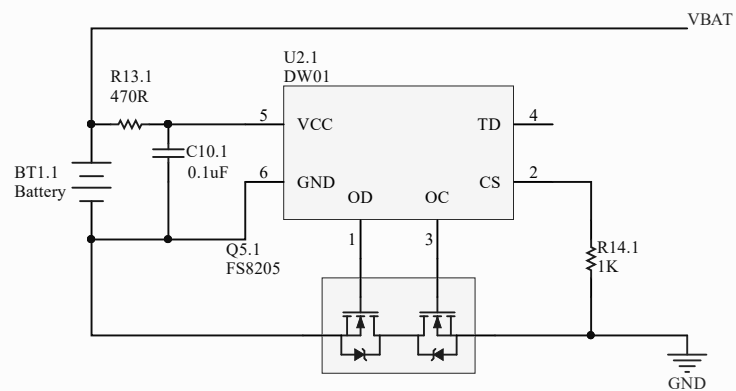 VBAT
U2.1
DW01
R13.1
470R
5
VCC
TD
4
C10.1
0.1uF
BT1.1
Battery
6
GND
CS
2
OD
OC
1
3
Q5.1
FS8205
R14.1
1K
GND